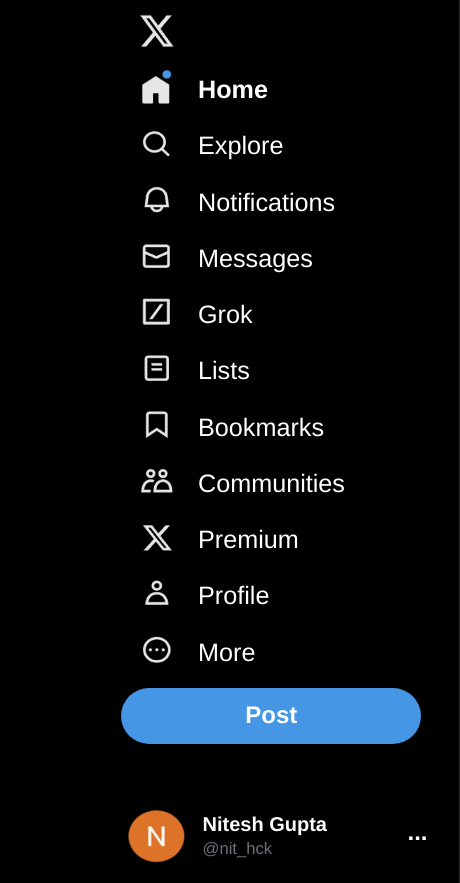 Home
Explore
Notifications
Messages
Grok
Lists
Bookmarks
Communities
Premium
Profile
More
Post
N
Nitesh Gupta
@nit_hck